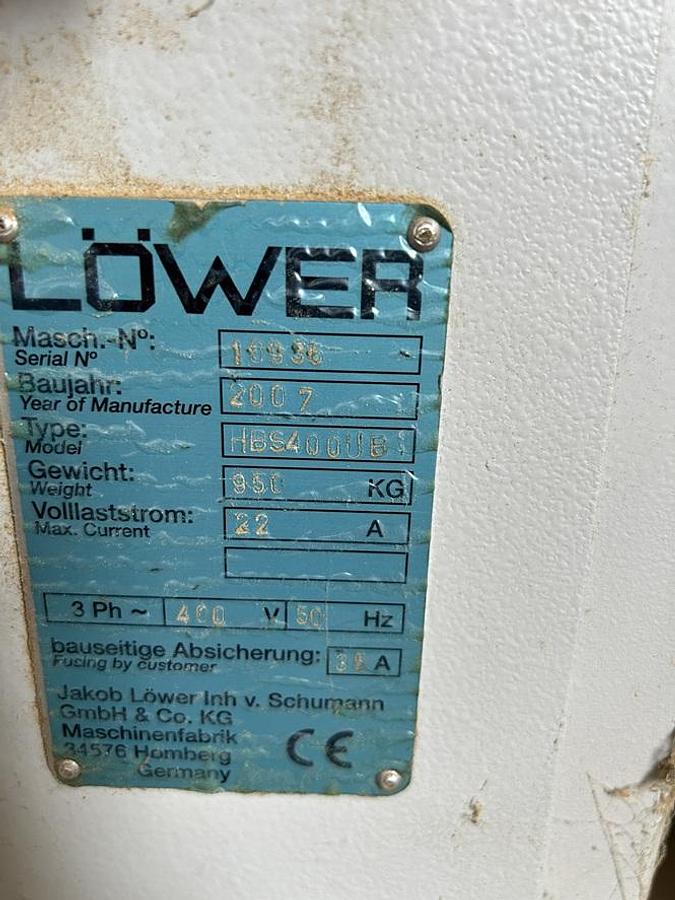 LÖWER
Masch.-Nº:
Serial Nº
Baujahr: 2007
Year of Manufacture
Type: HBS400UB
Model
Gewicht: 950 KG
Weight
Volllaststrom: 22 A
Max. Current
3 Ph ~ 400 V 50 Hz
bauseitige Absicherung: A
Fusing by customer
Jakob Löwer Inh v. Schumann
GmbH & Co. KG
Maschinenfabrik
34576 Homberg
Germany CE